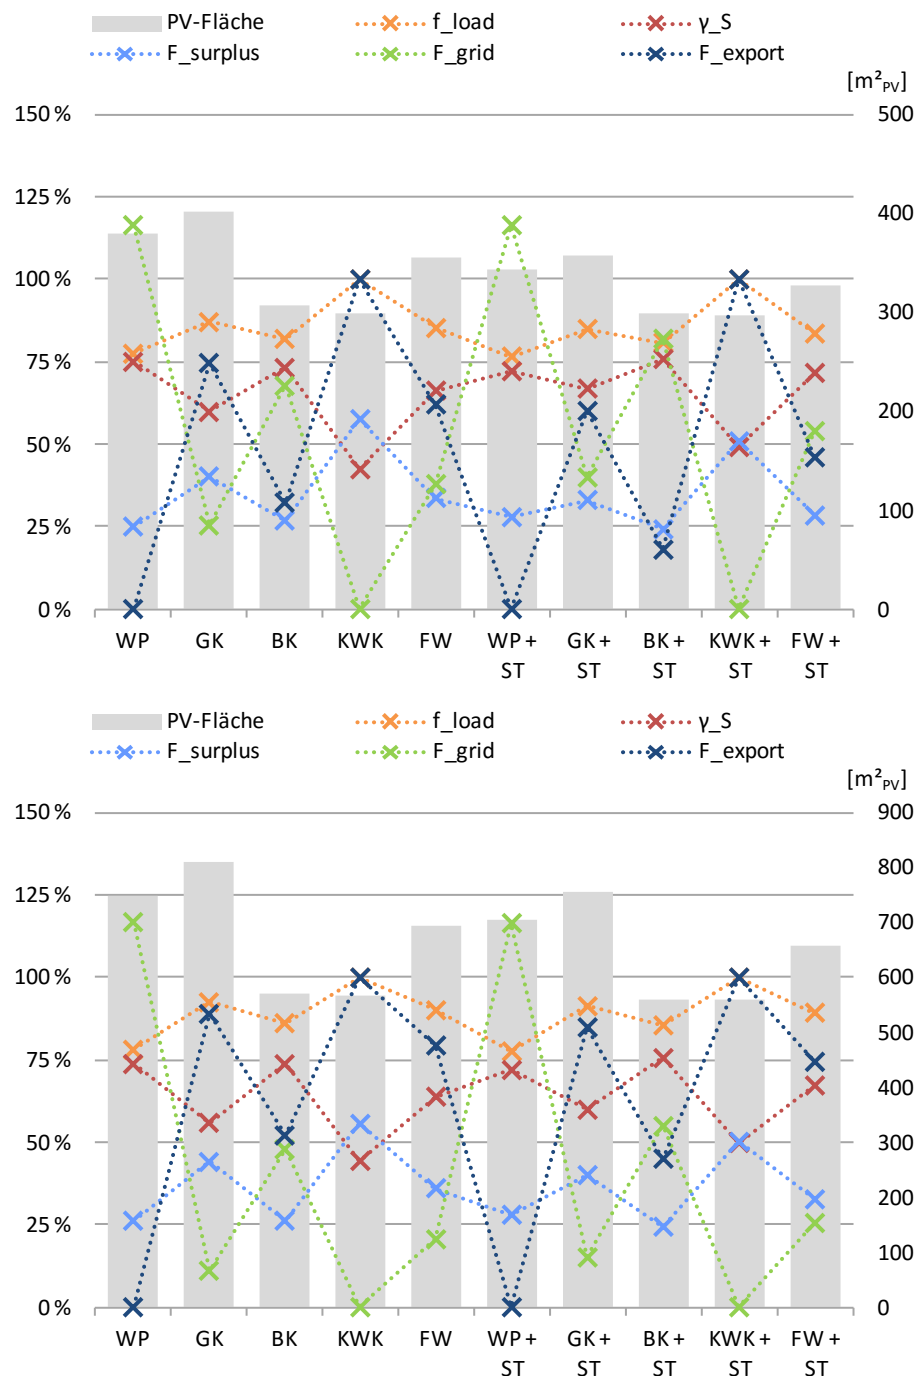 PV-Fläche f_load γ_S
F_surplus F_grid F_export
[m²PV]
150 % 500
125 % 400
100 % 300
75 % 200
50 % 100
25 %
0 % 0
WP GK BK KWK FW WP + GK + BK + KWK + FW +
ST ST ST ST ST
PV-Fläche f_load γ_S
F_surplus F_grid F_export
[m²PV]
150 % 900
800
125 % 700
100 % 600
500
75 % 400
50 % 300
25 % 200
100
0 % 0
WP GK BK KWK FW WP + GK + BK + KWK + FW +
ST ST ST ST ST